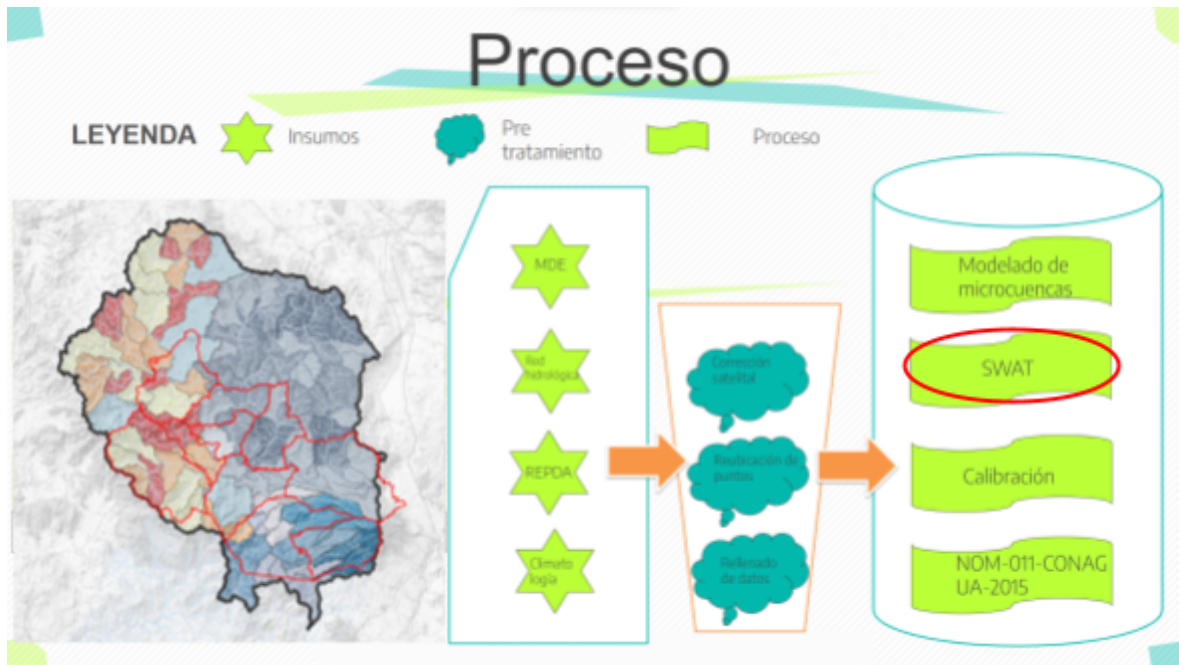 Proceso
LEYENDA
Insumos
Pre
tratamiento
Proceso
MDE
Red
hidrológica
REPDA
Climato
logía
Corrección
satelital
Reubicación de
puntos
Rellenado
de datos
Modelado de
microcuencas
SWAT
Calibración
NOM-011-CONAG
UA-2015